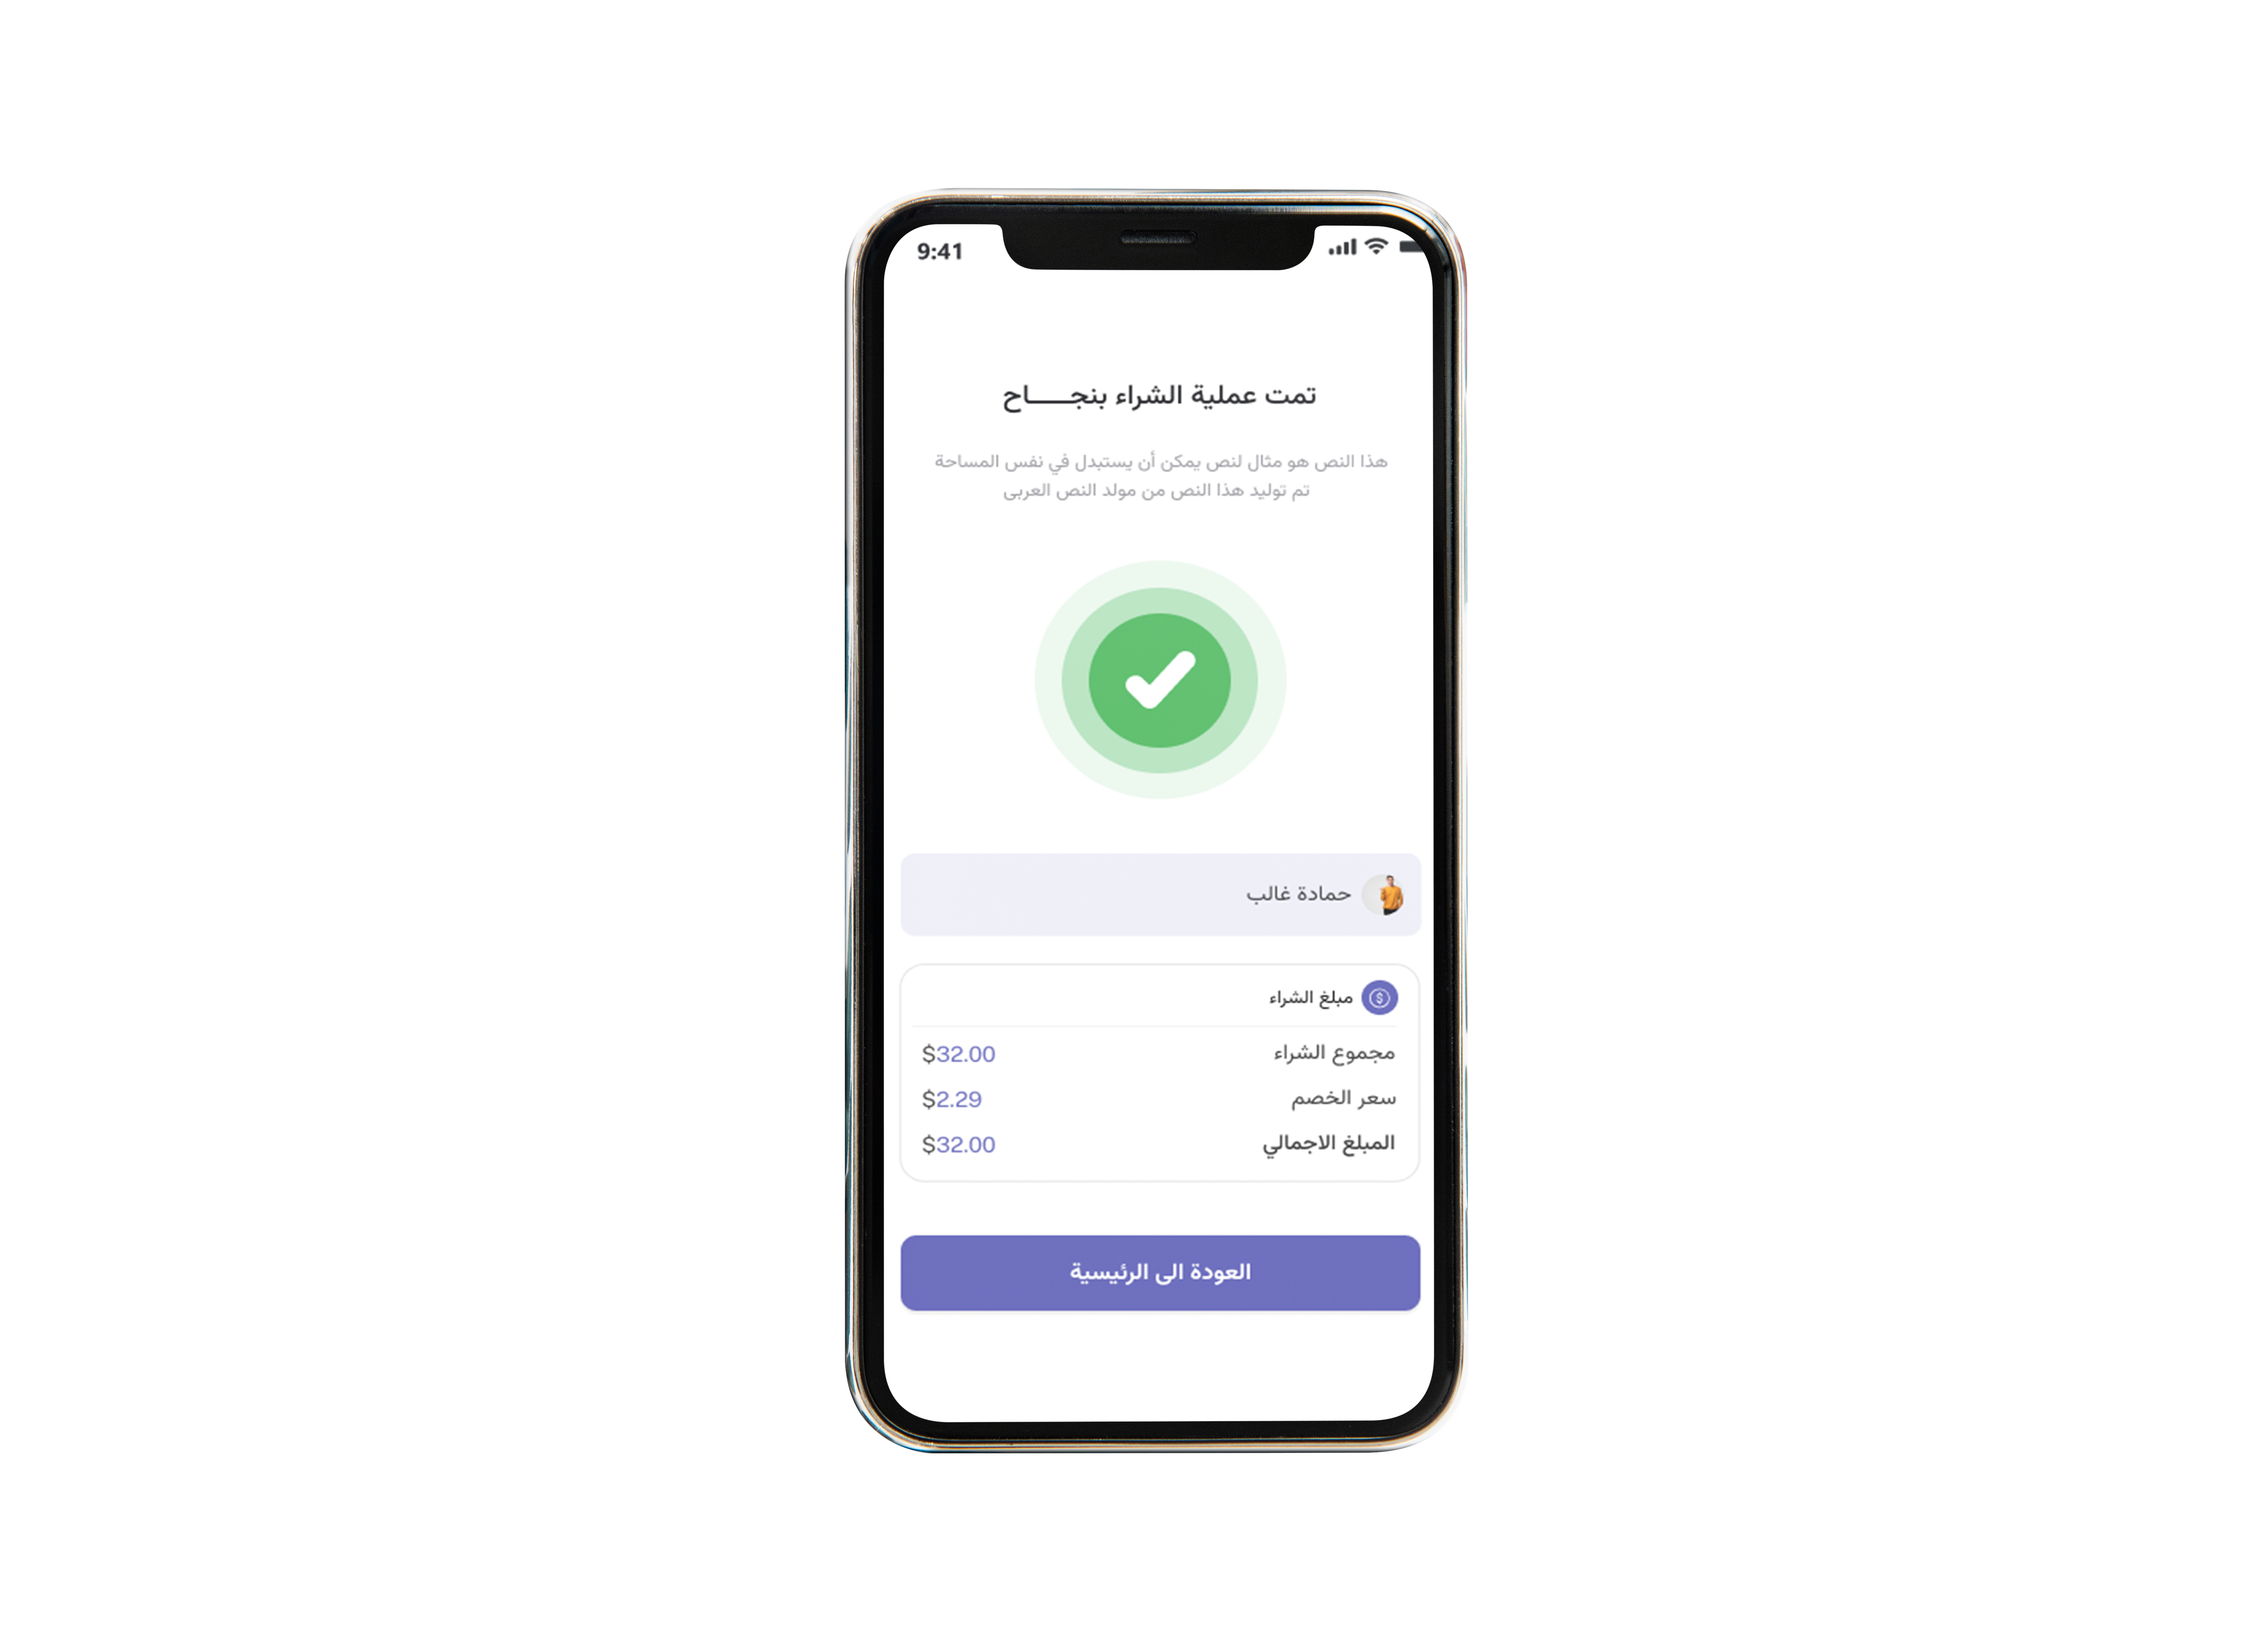 9:41
تمت عملية الشراء بنجـــــاح
هذا النص هو مثال لنص يمكن أن يستبدل في نفس المساحة
تم توليد هذا النص من مولد النص العربى
حمادة غالب
مبلغ الشراء
مجموع الشراء $32.00
سعر الخصم $2.29
المبلغ الاجمالي $32.00
العودة الى الرئيسية